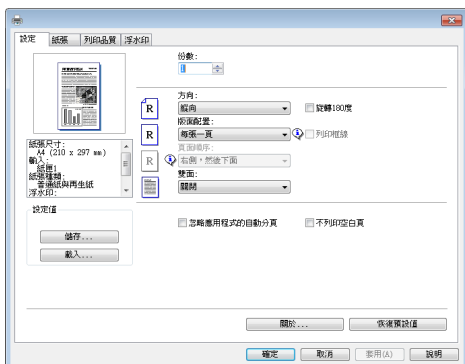 設定 紙張 列印品質 浮水印
份數:
1
方向:
縱向
旋轉180度
版面配置:
每張一頁
列印框線
頁面順序:
右側，然後下面
雙面:
關閉
紙張尺寸:
A4 (210 x 297 mm)
輸入:
紙匣1
紙張種類:
普通紙與再生紙
浮水印:
設定值
儲存...
載入...
忽略應用程式的自動分頁
不列印空白頁
關於...
恢復預設值
確定
取消
套用(A)
說明
R
R
R